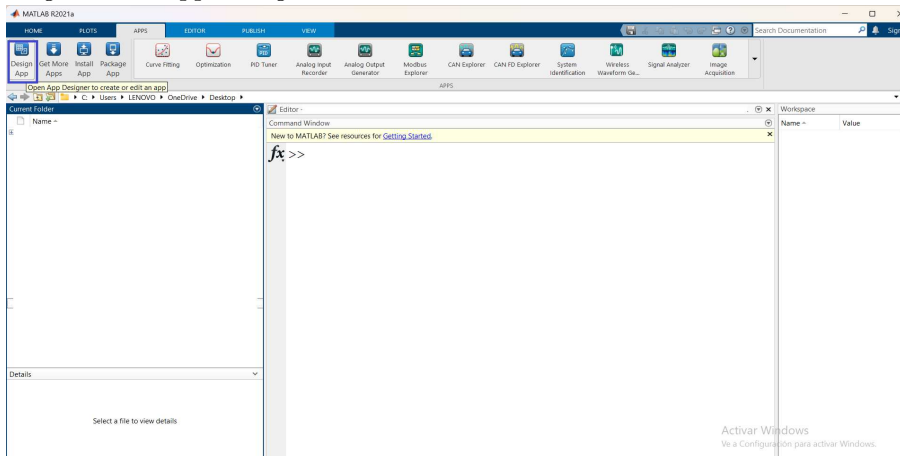 MATLAB R2021a
HOME PLOTS APPS EDITOR PUBLISH VIEW Search Documentation Sign
Design App
Get More Apps
Install App
Package App
Curve Fitting
Optimization
PID Tuner
Analog Input Recorder
Analog Output Generator
Modbus Explorer
CAN Explorer
CAN FD Explorer
System Identification
Wireless Waveform Ge...
Signal Analyzer
Image Acquisition
APPS
Open App Designer to create or edit an app
C: Users LENOVO OneDrive Desktop
Current Folder
Name
Editor -
Command Window
New to MATLAB? See resources for Getting Started.
fx >>
Workspace
Name Value
Details
Select a file to view details
Activar Windows
Ve a Configuración para activar Windows.